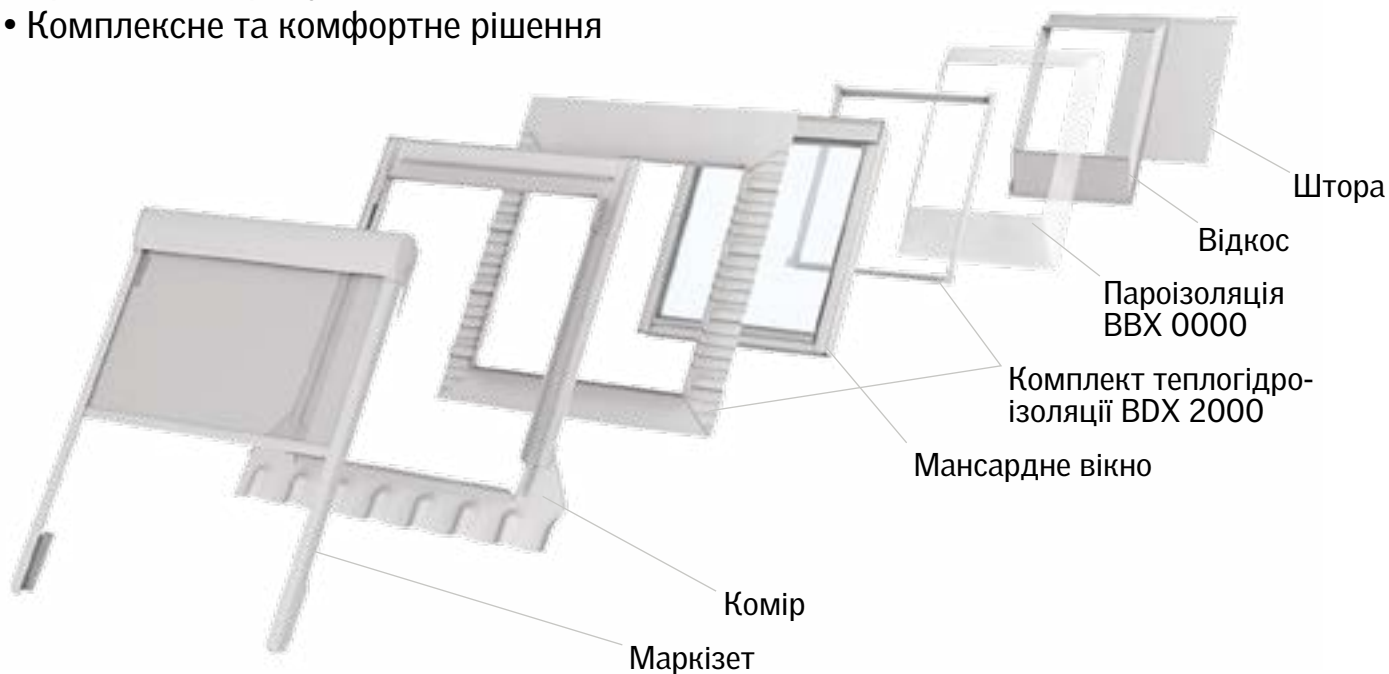 • Комплексне та комфортне рішення
Штора
Відкос
Пароізоляція
BBX 0000
Комплект теплогідро-
ізоляції BDX 2000
Мансардне вікно
Комір
Маркізет